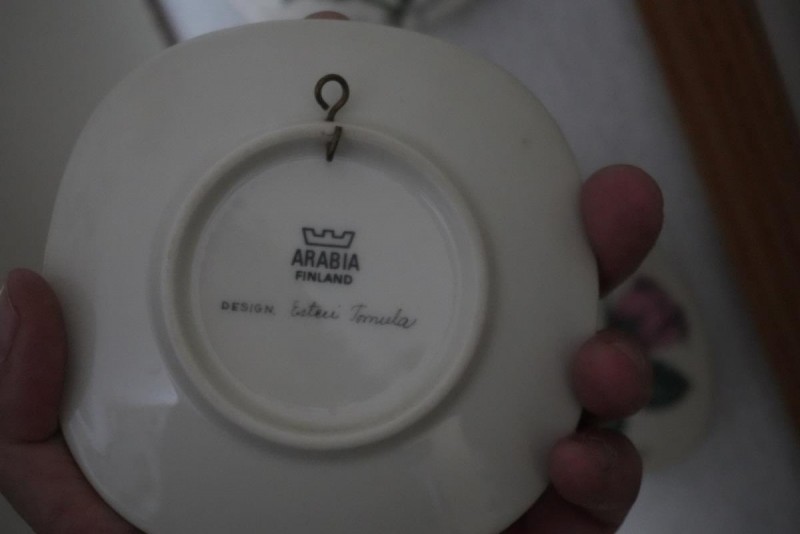 ARABIA
FINLAND
DESIGN. Esteri Tomula